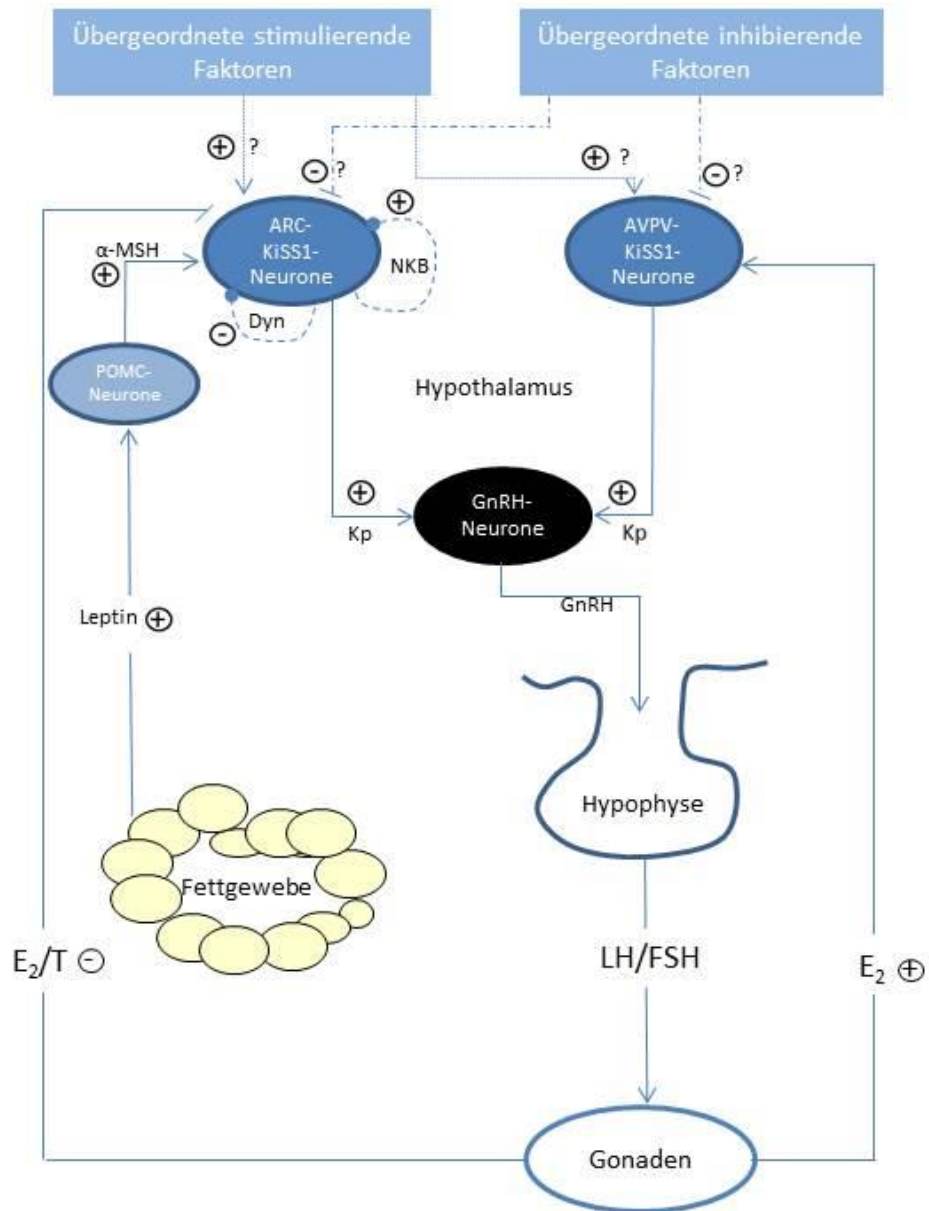 Übergeordnete stimulierende
Faktoren
Übergeordnete inhibierende
Faktoren
+ ?
- ?
+ ?
- ?
ARC-
KiSS1-
Neurone
+
NKB
Dyn
-
AVPV-
KiSS1-
Neurone
α-MSH
+
POMC-
Neurone
Hypothalamus
+
Kp
GnRH-
Neurone
+
Kp
GnRH
Leptin +
Hypophyse
Fettgewebe
E₂/T -
LH/FSH
E₂ +
Gonaden